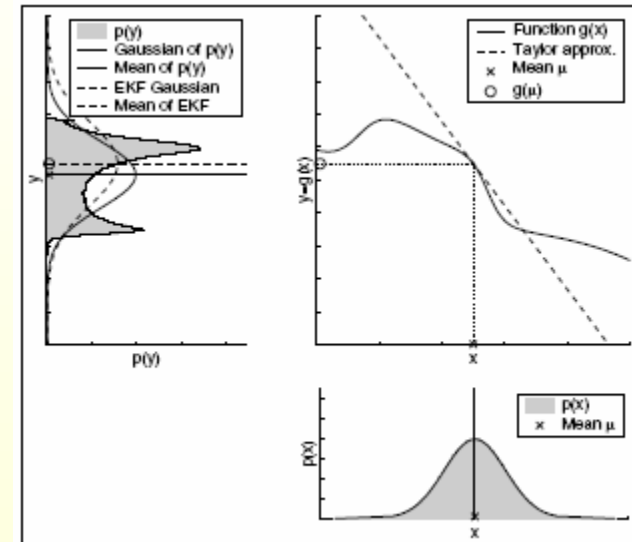 p(y)
Gaussian of p(y)
Mean of p(y)
EKF Gaussian
Mean of EKF
y
p(y)
Function g(x)
Taylor approx.
Mean μ
g(μ)
y=g(x)
x
p(x)
Mean μ
p(x)
x